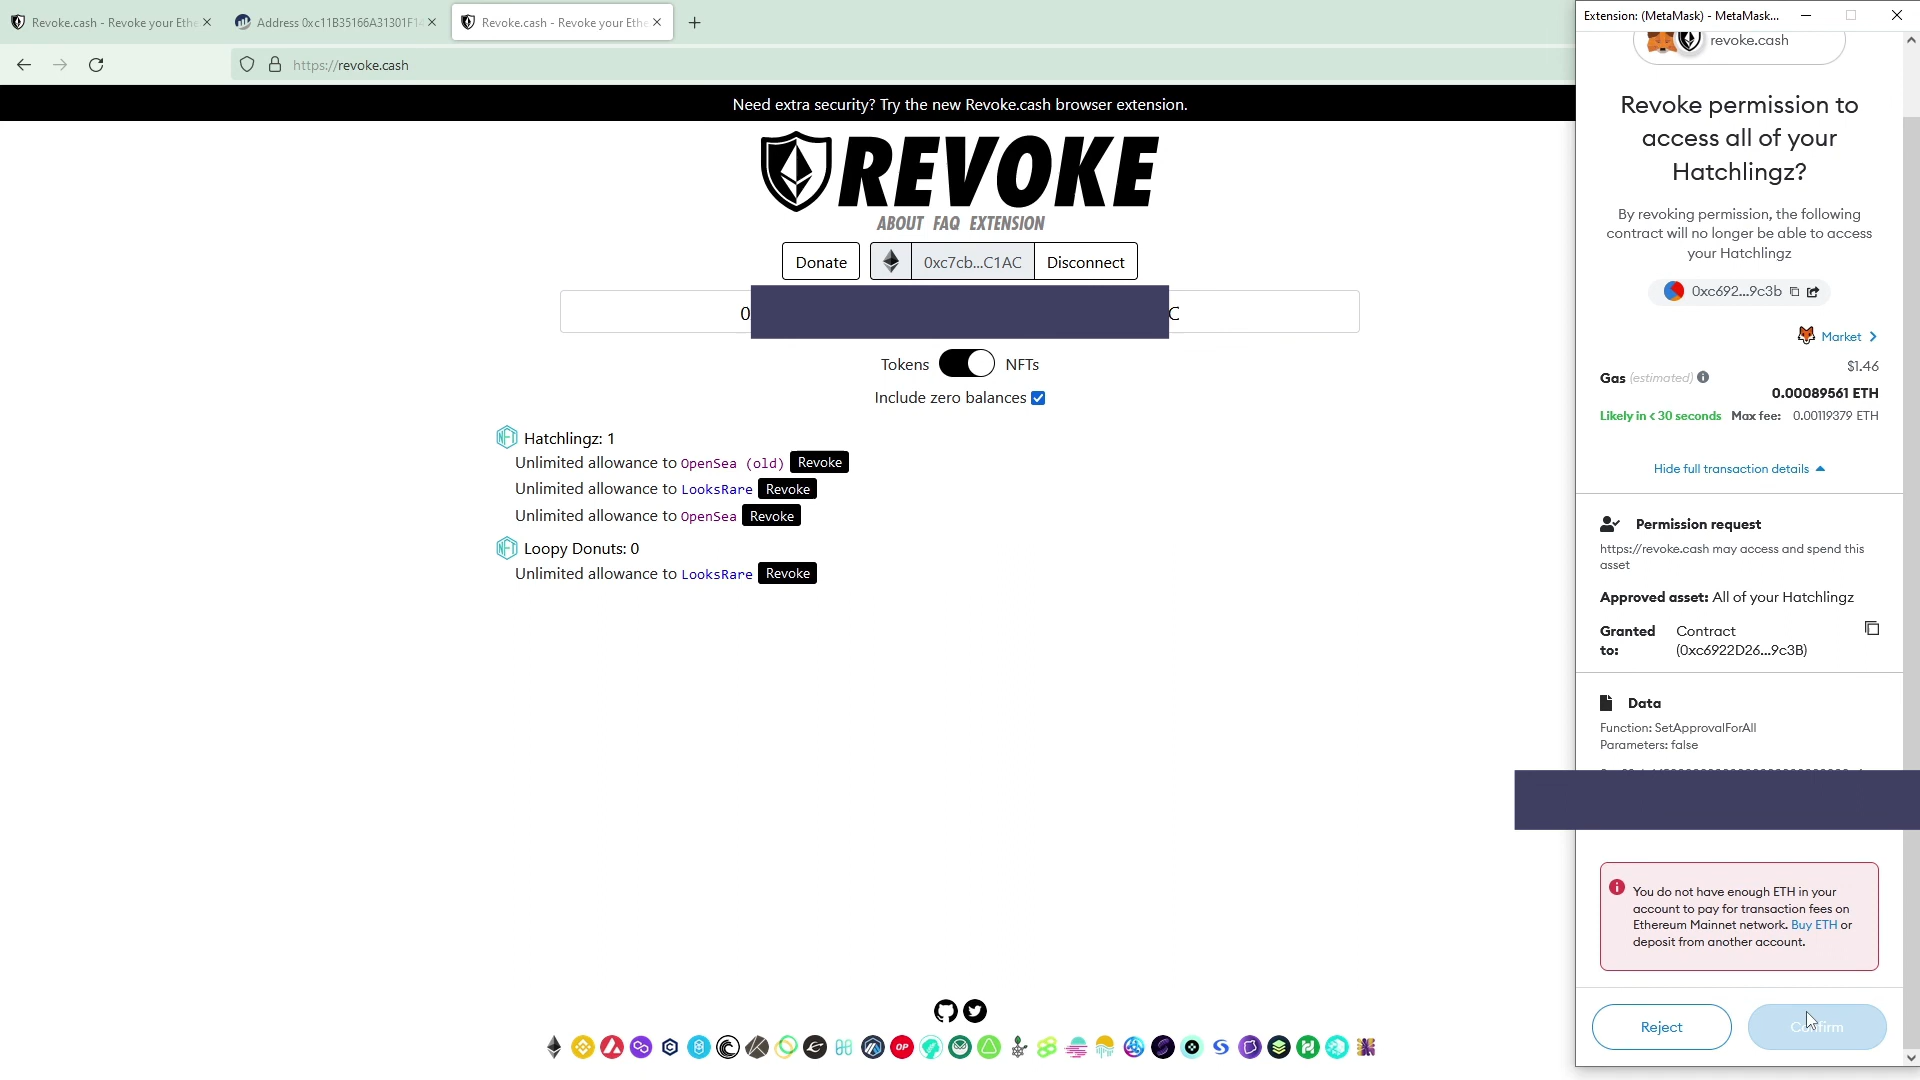 Revoke.cash - Revoke your Ethe
Address 0xc11B35166A31301F1
Revoke.cash - Revoke your Ethe
https://revoke.cash
Need extra security? Try the new Revoke.cash browser extension.
REVOKE
ABOUT FAQ EXTENSION
Donate
0xc7cb...C1AC
Disconnect
0
C
Tokens
NFTs
Include zero balances
Hatchlingz: 1
Unlimited allowance to OpenSea (old) Revoke
Unlimited allowance to LooksRare Revoke
Unlimited allowance to OpenSea Revoke
Loopy Donuts: 0
Unlimited allowance to LooksRare Revoke
Extension: (MetaMask) - MetaMask...
revoke.cash
Revoke permission to
access all of your
Hatchlingz?
By revoking permission, the following
contract will no longer be able to access
your Hatchlingz
0xc692...9c3b
Market
$1.46
Gas (estimated)
0.00089561 ETH
Likely in < 30 seconds Max fee: 0.00119379 ETH
Hide full transaction details
Permission request
https://revoke.cash may access and spend this
asset
Approved asset: All of your Hatchlingz
Granted to: Contract
(0xc6922D26...9c3B)
Data
Function: SetApprovalForAll
Parameters: false
You do not have enough ETH in your
account to pay for transaction fees on
Ethereum Mainnet network. Buy ETH or
deposit from another account.
Reject
Confirm